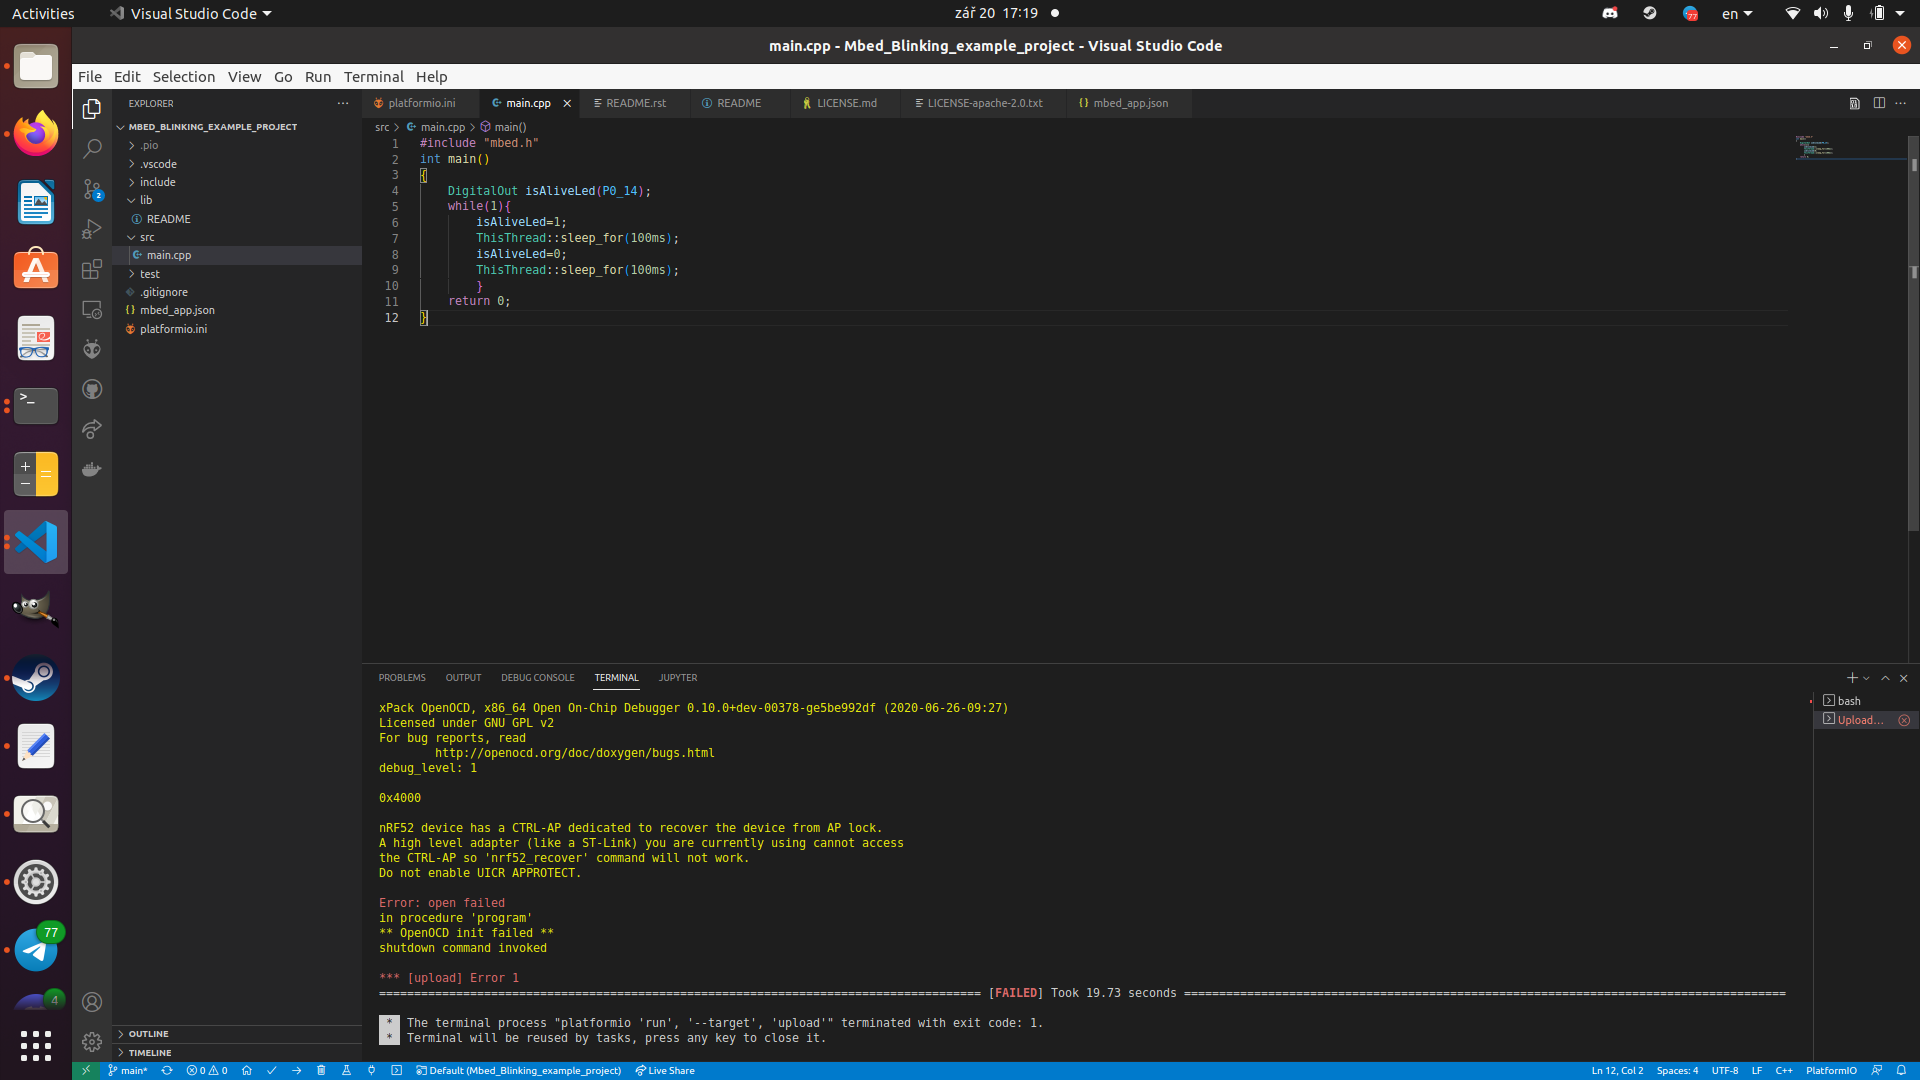 Activities
Visual Studio Code
zář 20 17:19
77
en
main.cpp - Mbed_Blinking_example_project - Visual Studio Code
File Edit Selection View Go Run Terminal Help
EXPLORER
MBED_BLINKING_EXAMPLE_PROJECT
.pio
.vscode
include
lib
README
src
main.cpp
test
.gitignore
mbed_app.json
platformio.ini
OUTLINE
TIMELINE
2
77
4
platformio.ini
main.cpp
README.rst
README
LICENSE.md
LICENSE-apache-2.0.txt
mbed_app.json
src > main.cpp > main()
1 #include "mbed.h"
2 int main()
3 {
4 DigitalOut isAliveLed(P0_14);
5 while(1){
6 isAliveLed=1;
7 ThisThread::sleep_for(100ms);
8 isAliveLed=0;
9 ThisThread::sleep_for(100ms);
10 }
11 return 0;
12 }
PROBLEMS OUTPUT DEBUG CONSOLE TERMINAL JUPYTER
xPack OpenOCD, x86_64 Open On-Chip Debugger 0.10.0+dev-00378-ge5be992df (2020-06-26-09:27)
Licensed under GNU GPL v2
For bug reports, read
http://openocd.org/doc/doxygen/bugs.html
debug_level: 1
0x4000
nRF52 device has a CTRL-AP dedicated to recover the device from AP lock.
A high level adapter (like a ST-Link) you are currently using cannot access
the CTRL-AP so 'nrf52_recover' command will not work.
Do not enable UICR APPROTECT.
Error: open failed
in procedure 'program'
** OpenOCD init failed **
shutdown command invoked
*** [upload] Error 1
====================================================================================== [FAILED] Took 19.73 seconds ======================================================================================
* The terminal process "platformio 'run', '--target', 'upload'" terminated with exit code: 1.
* Terminal will be reused by tasks, press any key to close it.
bash
Upload...
main* 0 0 Default (Mbed_Blinking_example_project) Live Share
Ln 12, Col 2 Spaces: 4 UTF-8 LF C++ PlatformIO